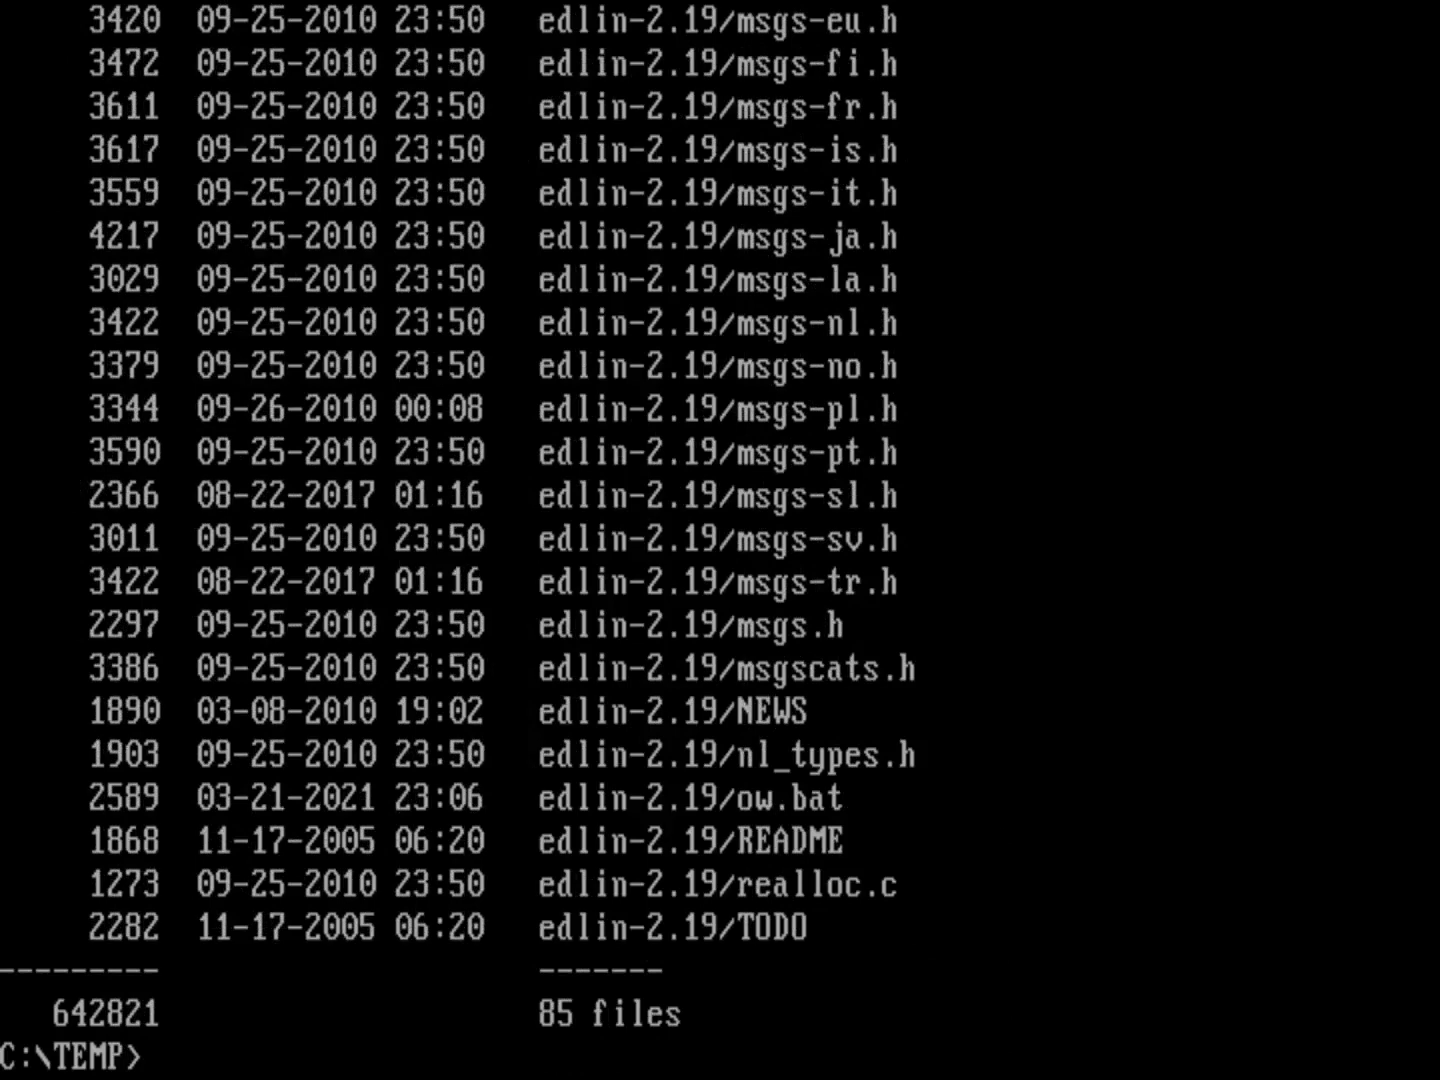 3420  09-25-2010 23:50   edlin-2.19/msgs-eu.h
3472  09-25-2010 23:50   edlin-2.19/msgs-fi.h
3611  09-25-2010 23:50   edlin-2.19/msgs-fr.h
3617  09-25-2010 23:50   edlin-2.19/msgs-is.h
3559  09-25-2010 23:50   edlin-2.19/msgs-it.h
4217  09-25-2010 23:50   edlin-2.19/msgs-ja.h
3029  09-25-2010 23:50   edlin-2.19/msgs-la.h
3422  09-25-2010 23:50   edlin-2.19/msgs-nl.h
3379  09-25-2010 23:50   edlin-2.19/msgs-no.h
3344  09-26-2010 00:08   edlin-2.19/msgs-pl.h
3590  09-25-2010 23:50   edlin-2.19/msgs-pt.h
2366  08-22-2017 01:16   edlin-2.19/msgs-sl.h
3011  09-25-2010 23:50   edlin-2.19/msgs-sv.h
3422  08-22-2017 01:16   edlin-2.19/msgs-tr.h
2297  09-25-2010 23:50   edlin-2.19/msgs.h
3386  09-25-2010 23:50   edlin-2.19/msgscats.h
1890  03-08-2010 19:02   edlin-2.19/NEWS
1903  09-25-2010 23:50   edlin-2.19/nl_types.h
2589  03-21-2021 23:06   edlin-2.19/ow.bat
1868  11-17-2005 06:20   edlin-2.19/README
1273  09-25-2010 23:50   edlin-2.19/realloc.c
2282  11-17-2005 06:20   edlin-2.19/TODO
---------                     -------
642821                     85 files
C:\TEMP>